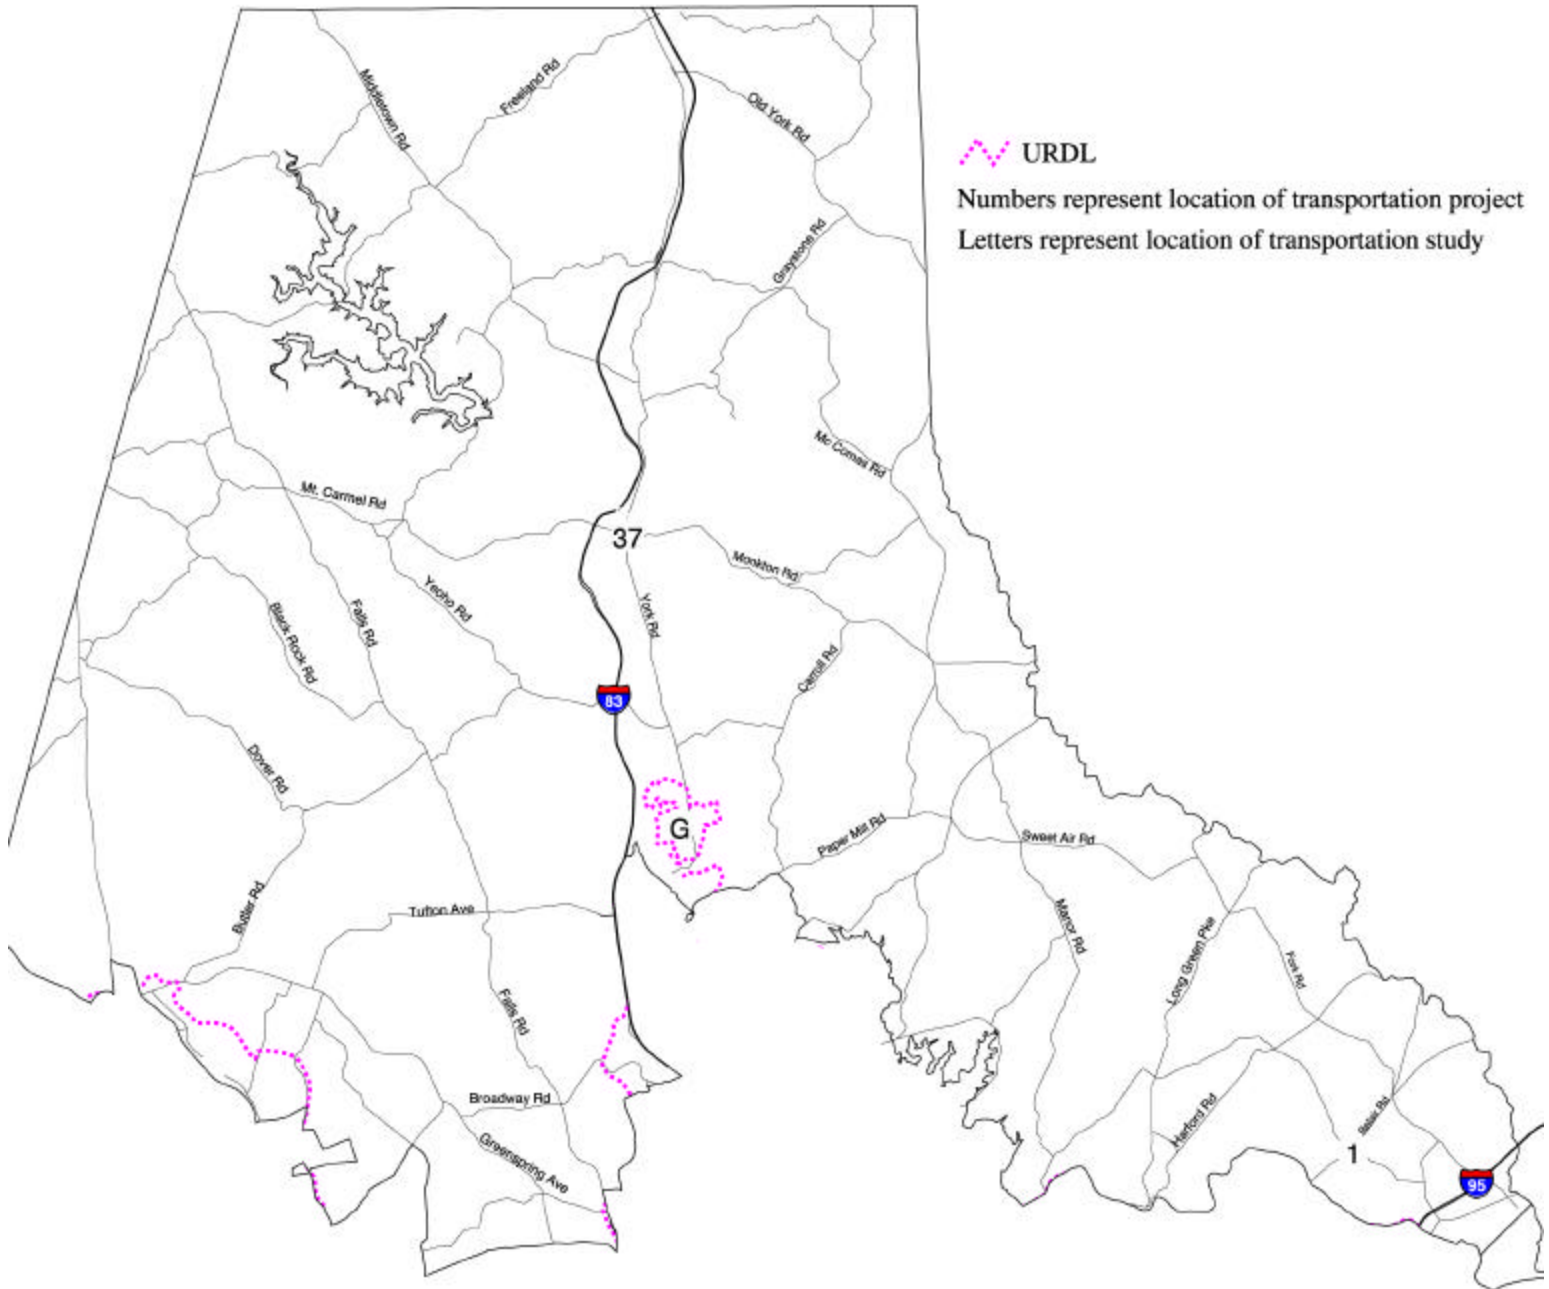 Middletown Rd
Freeland Rd
Old York Rd
URDL
Numbers represent location of transportation project
Letters represent location of transportation study
Graystone Rd
Mc Comas Rd
Mt. Carmel Rd
37
Monkton Rd
Yeoho Rd
York Rd
Black Rock Rd
Falls Rd
Carroll Rd
83
Dover Rd
G
Paper Mill Rd
Sweet Air Rd
Butler Rd
Tufton Ave
Manor Rd
Long Green Pke
Fork Rd
Falls Rd
Broadway Rd
Harford Rd
Belair Rd
Greenspring Ave
1
95